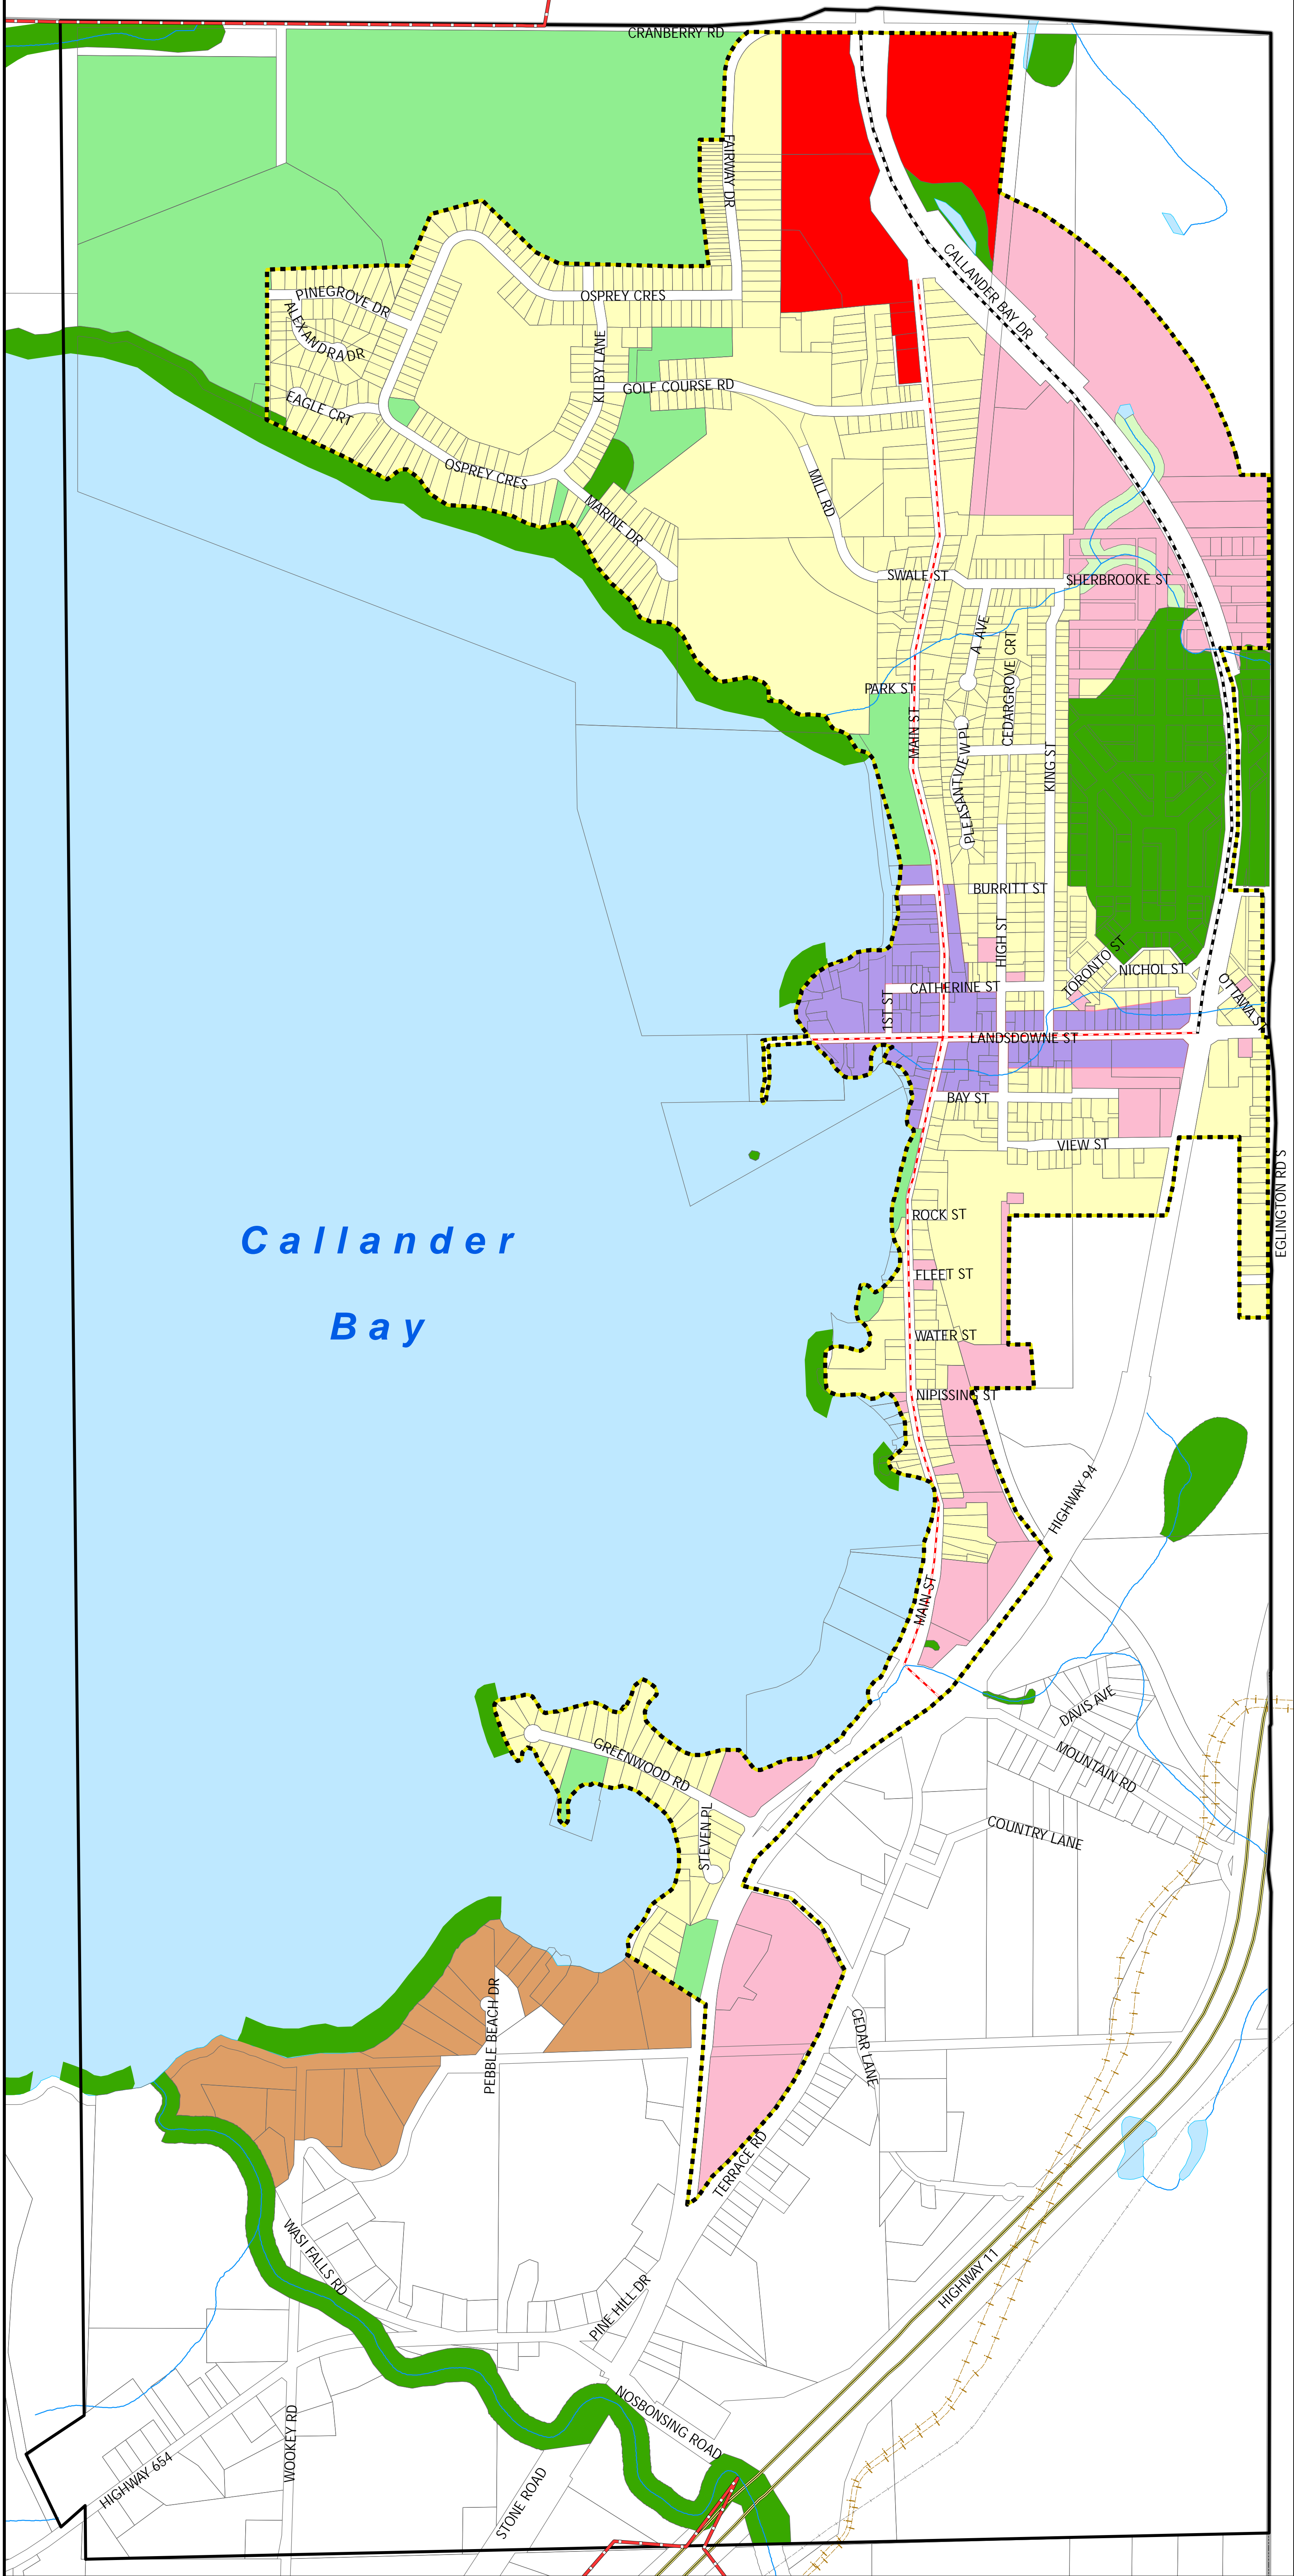 CRANBERRY RD
FAIRWAY DR
CALLANDER BAY DR
OSPREY CRES
PINEGROVE DR
ALEXANDRA DR
KILBY LANE
GOLF COURSE RD
EAGLE CRT
OSPREY CRES
MARINE DR
MILL RD
SWALE ST
SHERBROOKE ST
A AVE
CEDARGROVE CRT
PARK ST
MAIN ST
PLEASANTVIEW PL
KING ST
BURRITT ST
HIGH ST
TORONTO ST
NICHOL ST
OTTAWA ST
CATHERINE ST
1ST ST
LANDSDOWNE ST
BAY ST
VIEW ST
EGLINGTON RD S
ROCK ST
Callander
Bay
FLEET ST
WATER ST
NIPISSING ST
HIGHWAY 94
MAIN ST
DAVIS AVE
MOUNTAIN RD
GREENWOOD RD
STEVEN PL
COUNTRY LANE
PEBBLE BEACH DR
CEDAR LANE
TERRACE RD
WASI FALLS RD
PINE HILL DR
HIGHWAY 11
NOSBONSING ROAD
WOOKEY RD
HIGHWAY 654
STONE ROAD